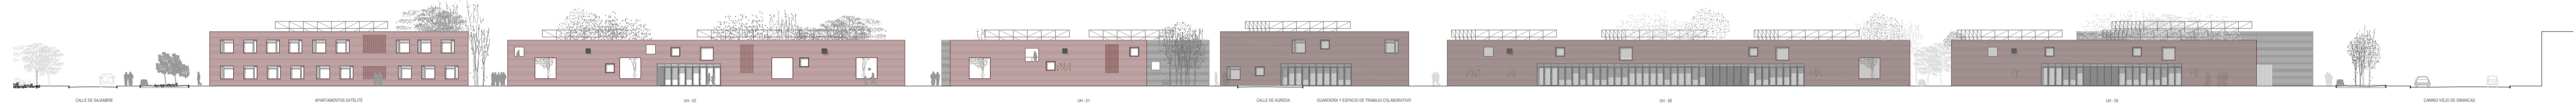 CALLE DE SAJAMBRE
APARTAMENTOS SATÉLITE
UH - 02
UH - 01
CALLE DE AGREDA
GUARDERÍA Y ESPACIO DE TRABAJO COLABORATIVO
UH - 06
UH - 05
CAMINO VIEJO DE SIMANCAS